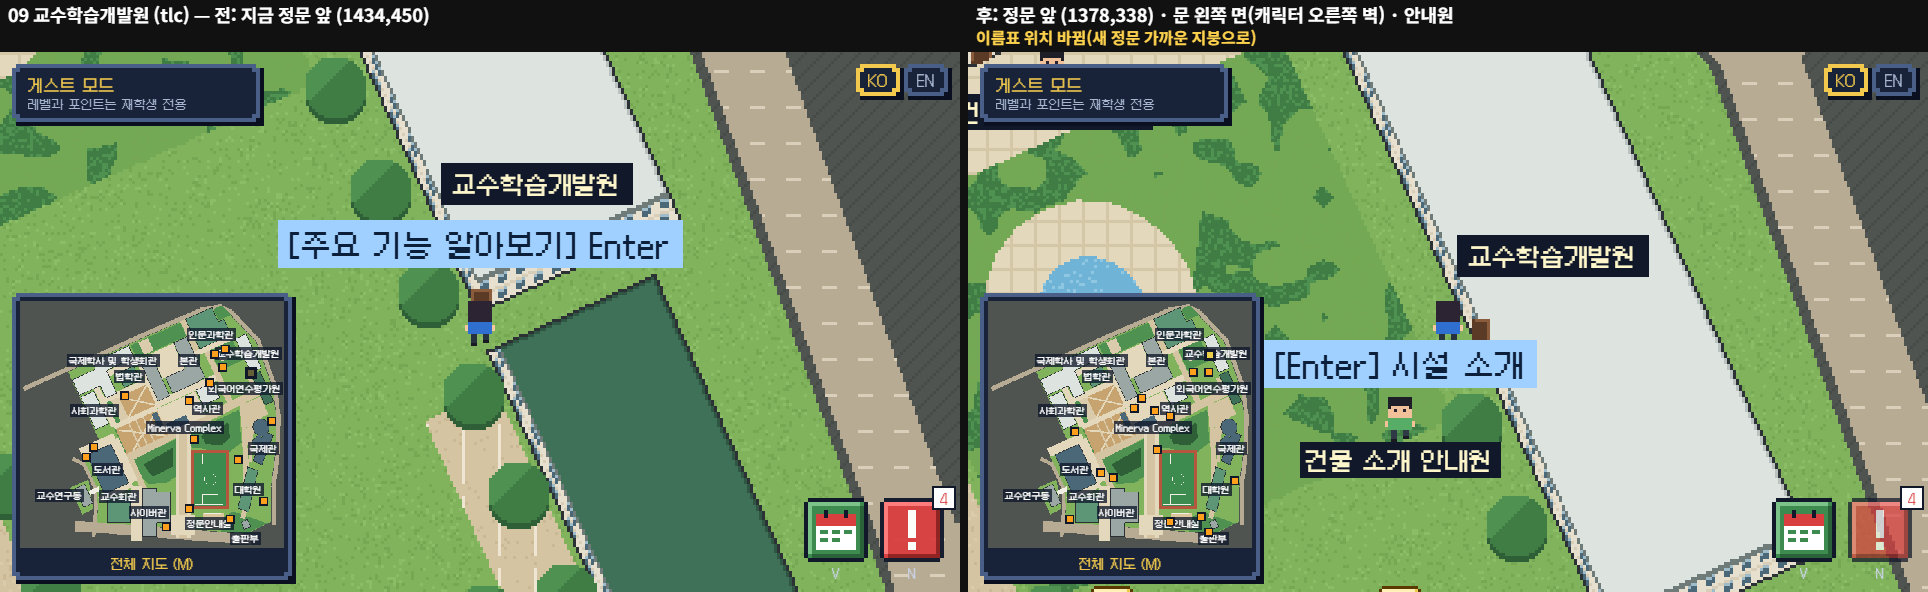 09 교수학습개발원 (tlc) — 전: 지금 정문 앞 (1434,450)
게스트 모드
레벨과 포인트는 재학생 전용
KO
EN
교수학습개발원
[주요 기능 알아보기] Enter
인문과학관
교수학습개발원
국제학사 및 학생회관
본관
법학관
외국어연수평가원
사회과학관
역사관
Minerva Complex
국제관
도서관
대학원
교수연구동
교수회관
사이버관
정문안내실
출판부
전체 지도 (M)
4
V
N
후: 정문 앞 (1378,338) · 문 왼쪽 면(캐릭터 오른쪽 벽) · 안내원
이름표 위치 바뀜(새 정문 가까운 지붕으로)
게스트 모드
레벨과 포인트는 재학생 전용
KO
EN
교수학습개발원
[Enter] 시설 소개
건물 소개 안내원
인문과학관
국제학사 및 학생회관
본관
법학관
외국어연수평가원
사회과학관
역사관
Minerva Complex
국제관
도서관
대학원
교수연구동
교수회관
사이버관
출판부
전체 지도 (M)
4
V
N